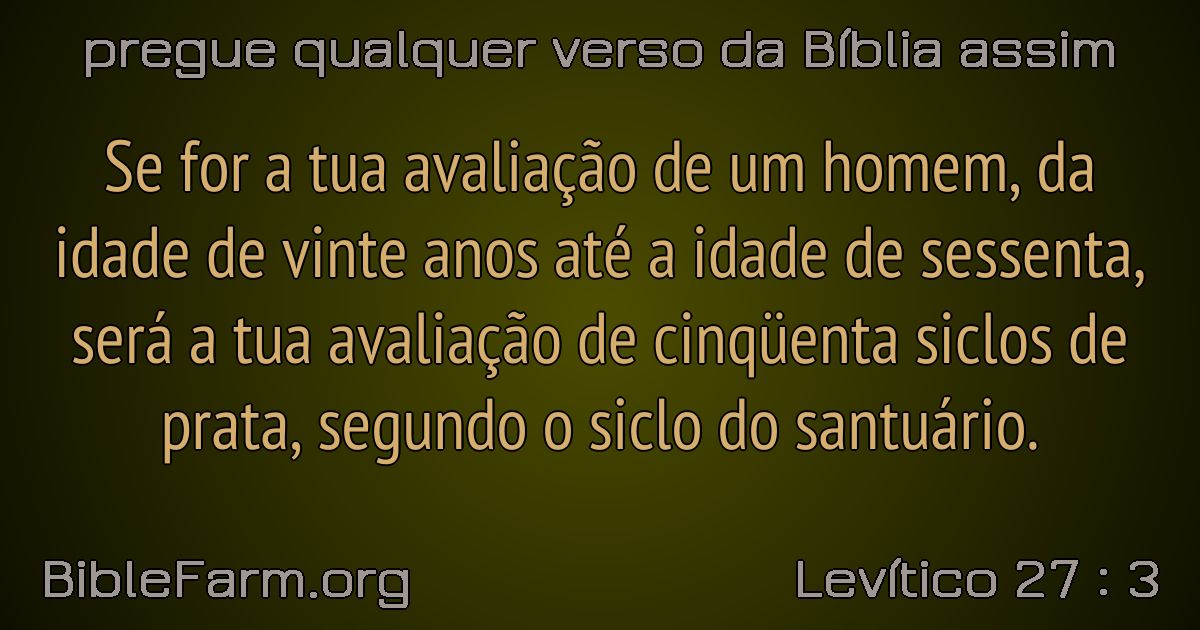 pregue qualquer verso da Bíblia assim
Se for a tua avaliação de um homem, da
idade de vinte anos até a idade de sessenta,
será a tua avaliação de cinqüenta siclos de
prata, segundo o siclo do santuário.
BibleFarm.org
Levítico 27 : 3